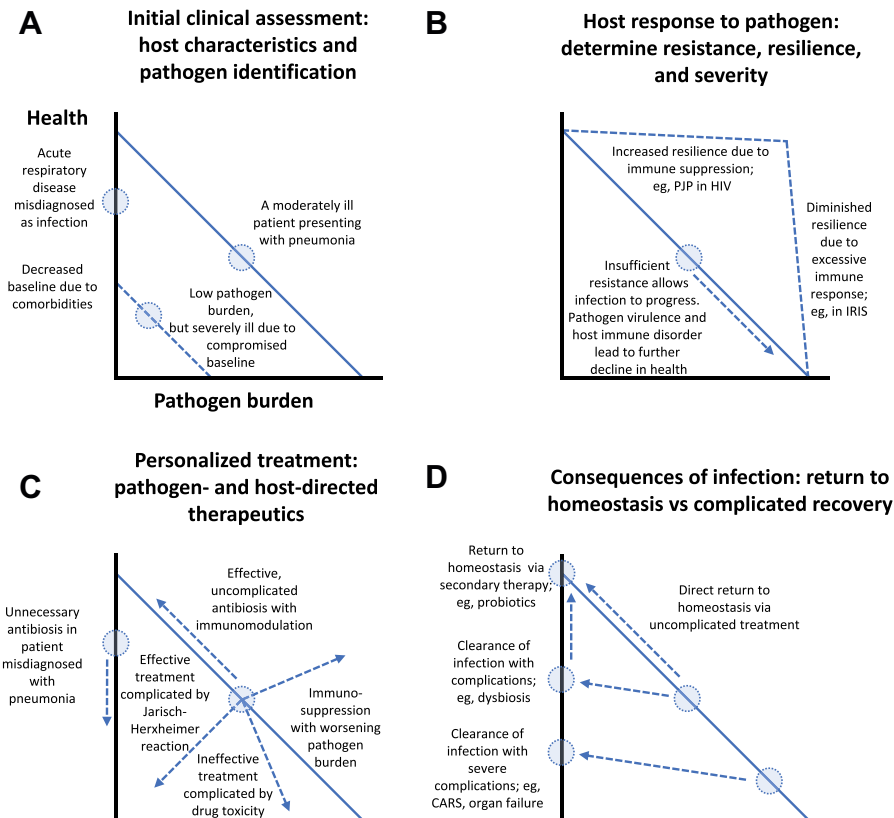 A
Initial clinical assessment:
host characteristics and
pathogen identification
Health
Acute
respiratory
disease
misdiagnosed
as infection
A moderately ill
patient presenting
with pneumonia
Decreased
baseline due to
comorbidities
Low pathogen
burden,
but severely ill due to
compromised
baseline
Pathogen burden
B
Host response to pathogen:
determine resistance, resilience,
and severity
Increased resilience due to
immune suppression;
eg, PJP in HIV
Diminished
resilience
due to
excessive
immune
response;
eg, in IRIS
Insufficient
resistance allows
infection to progress.
Pathogen virulence and
host immune disorder
lead to further
decline in health
C
Personalized treatment:
pathogen- and host-directed
therapeutics
Effective,
uncomplicated
antibiosis with
immunomodulation
Unnecessary
antibiosis in
patient
misdiagnosed
with
pneumonia
Effective
treatment
complicated by
Jarisch-
Herxheimer
reaction
Immuno-
suppression
with worsening
pathogen
burden
Ineffective
treatment
complicated by
drug toxicity
D
Consequences of infection: return to
homeostasis vs complicated recovery
Return to
homeostasis via
secondary therapy;
eg, probiotics
Direct return to
homeostasis via
uncomplicated treatment
Clearance of
infection with
complications;
eg, dysbiosis
Clearance of
infection with
severe
complications; eg,
CARS, organ failure